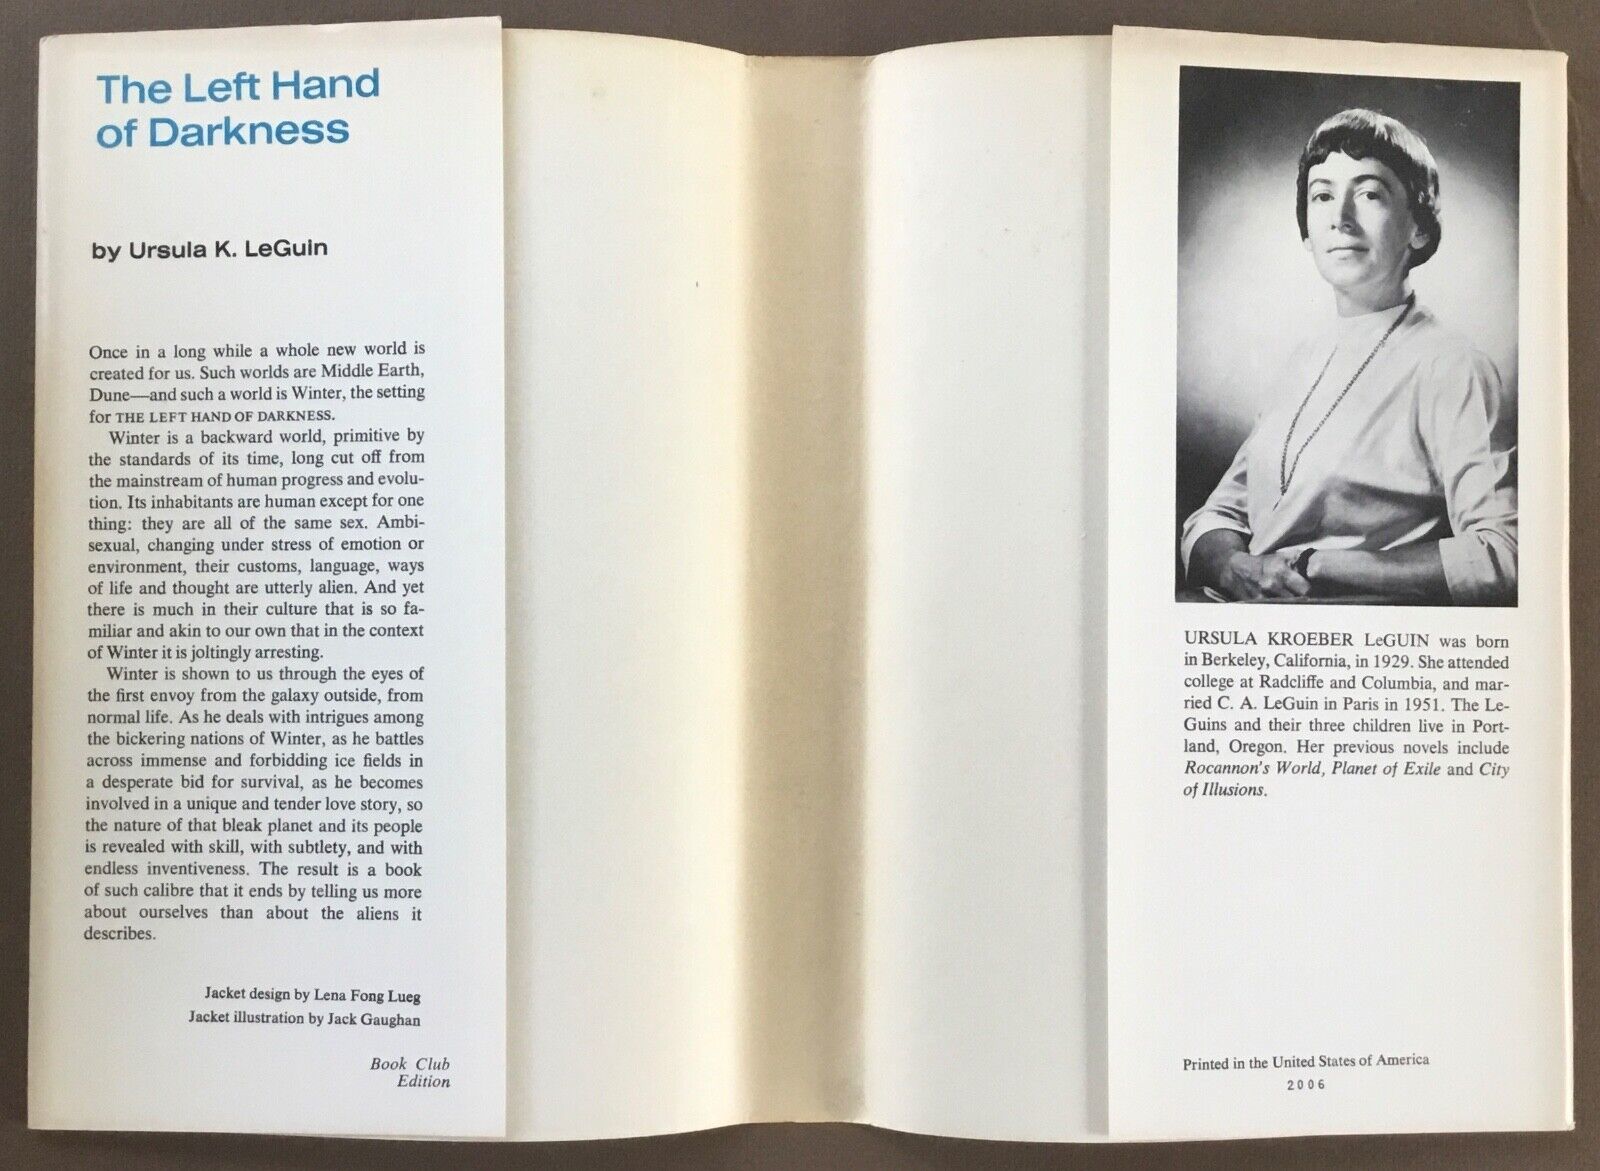 The Left Hand
of Darkness
by Ursula K. LeGuin
Once in a long while a whole new world is
created for us. Such worlds are Middle Earth,
Dune—and such a world is Winter, the setting
for THE LEFT HAND OF DARKNESS.
Winter is a backward world, primitive by
the standards of its time, long cut off from
the mainstream of human progress and evolu-
tion. Its inhabitants are human except for one
thing: they are all of the same sex. Ambi-
sexual, changing under stress of emotion or
environment, their customs, language, ways
of life and thought are utterly alien. And yet
there is much in their culture that is so fa-
miliar and akin to our own that in the context
of Winter it is joltingly arresting.
Winter is shown to us through the eyes of
the first envoy from the galaxy outside, from
normal life. As he deals with intrigues among
the bickering nations of Winter, as he battles
across immense and forbidding ice fields in
a desperate bid for survival, as he becomes
involved in a unique and tender love story, so
the nature of that bleak planet and its people
is revealed with skill, with subtlety, and with
endless inventiveness. The result is a book
of such calibre that it ends by telling us more
about ourselves than about the aliens it
describes.
Jacket design by Lena Fong Lueg
Jacket illustration by Jack Gaughan
Book Club
Edition
URSULA KROEBER LeGUIN was born
in Berkeley, California, in 1929. She attended
college at Radcliffe and Columbia, and mar-
ried C. A. LeGuin in Paris in 1951. The Le-
Guins and their three children live in Port-
land, Oregon. Her previous novels include
Rocannon's World, Planet of Exile and City
of Illusions.
Printed in the United States of America
2006